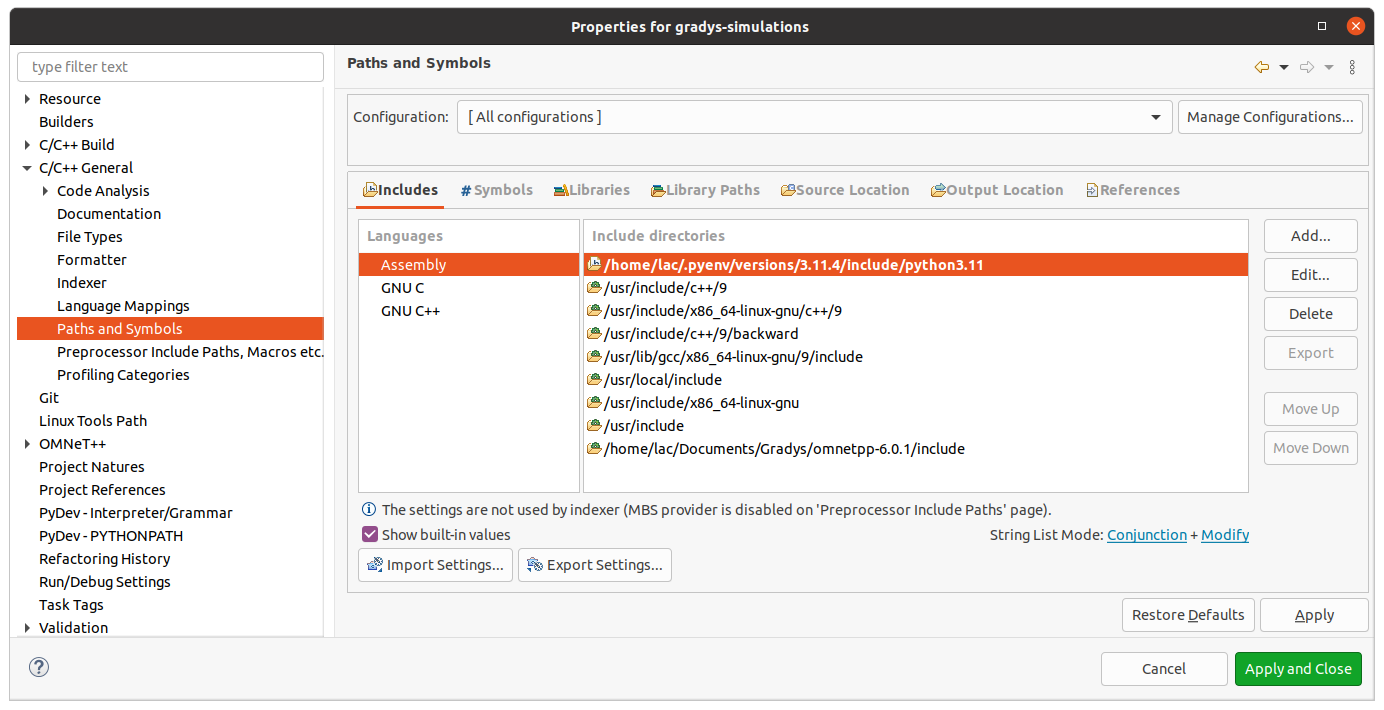 Properties for gradys-simulations
type filter text
Resource
Builders
C/C++ Build
C/C++ General
Code Analysis
Documentation
File Types
Formatter
Indexer
Language Mappings
Paths and Symbols
Preprocessor Include Paths, Macros etc.
Profiling Categories
Git
Linux Tools Path
OMNeT++
Project Natures
Project References
PyDev - Interpreter/Grammar
PyDev - PYTHONPATH
Refactoring History
Run/Debug Settings
Task Tags
Validation
Paths and Symbols
Configuration: [ All configurations ] Manage Configurations...
Includes # Symbols Libraries Library Paths Source Location Output Location References
Languages
Assembly
GNU C
GNU C++
Include directories
/home/lac/.pyenv/versions/3.11.4/include/python3.11
/usr/include/c++/9
/usr/include/x86_64-linux-gnu/c++/9
/usr/include/c++/9/backward
/usr/lib/gcc/x86_64-linux-gnu/9/include
/usr/local/include
/usr/include/x86_64-linux-gnu
/usr/include
/home/lac/Documents/Gradys/omnetpp-6.0.1/include
Add...
Edit...
Delete
Export
Move Up
Move Down
The settings are not used by indexer (MBS provider is disabled on 'Preprocessor Include Paths' page).
Show built-in values
String List Mode: Conjunction + Modify
Import Settings... Export Settings...
Restore Defaults Apply
? Cancel Apply and Close